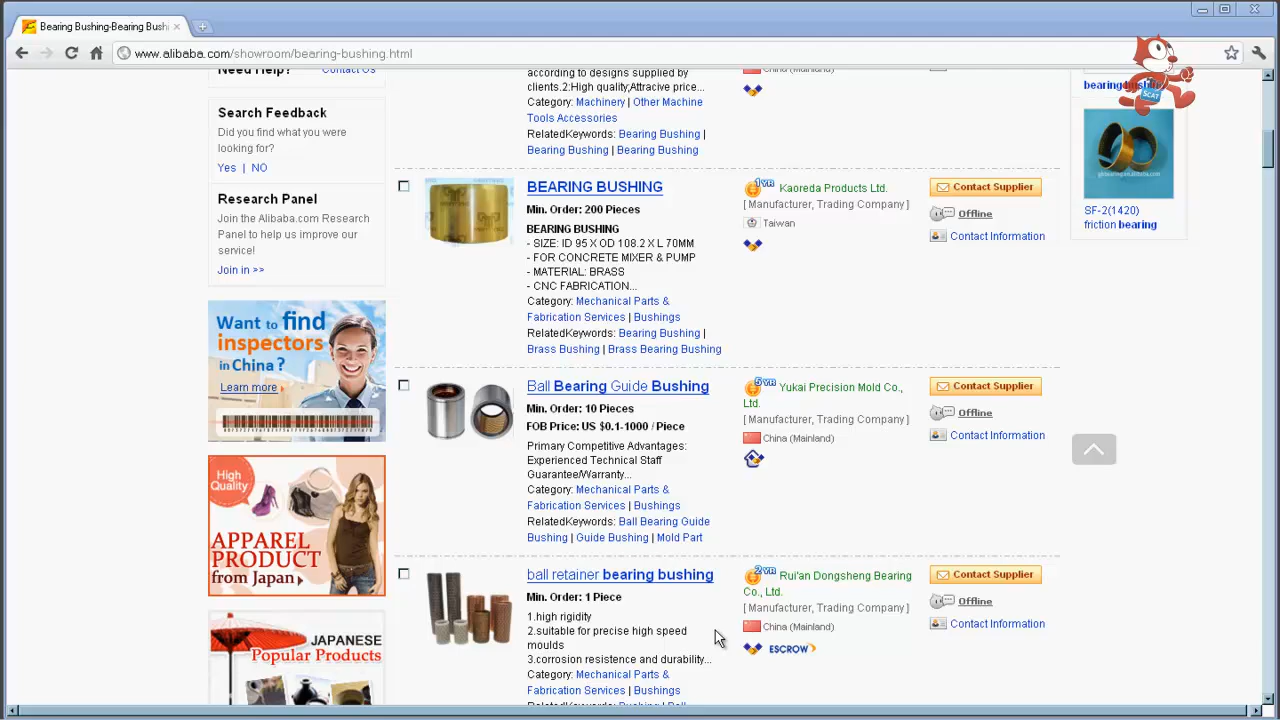 Bearing Bushing-Bearing Bushi
www.alibaba.com/showroom/bearing-bushing.html
SCAT
Need Help?
Contact Us
Search Feedback
Did you find what you were
looking for?
Yes | NO
Research Panel
Join the Alibaba.com Research
Panel to help us improve our
service!
Join in >>
Want to find
inspectors
in China ?
Learn more
High
Quality
APPAREL
PRODUCT
from Japan
JAPANESE
Popular Products
according to designs supplied by
clients.2:High quality;Attracive price...
Category: Machinery | Other Machine
Tools Accessories
RelatedKeywords: Bearing Bushing |
Bearing Bushing | Bearing Bushing
China (Mainland)
BEARING BUSHING
Min. Order: 200 Pieces
BEARING BUSHING
- SIZE: ID 95 X OD 108.2 X L 70MM
- FOR CONCRETE MIXER & PUMP
- MATERIAL: BRASS
- CNC FABRICATION...
Category: Mechanical Parts &
Fabrication Services | Bushings
RelatedKeywords: Bearing Bushing |
Brass Bushing | Brass Bearing Bushing
1YR Kaoreda Products Ltd.
[ Manufacturer, Trading Company ]
Taiwan
Contact Supplier
Offline
Contact Information
Ball Bearing Guide Bushing
Min. Order: 10 Pieces
FOB Price: US $0.1-1000 / Piece
Primary Competitive Advantages:
Experienced Technical Staff
Guarantee/Warranty...
Category: Mechanical Parts &
Fabrication Services | Bushings
RelatedKeywords: Ball Bearing Guide
Bushing | Guide Bushing | Mold Part
5YR Yukai Precision Mold Co.,
Ltd.
[ Manufacturer, Trading Company ]
China (Mainland)
Contact Supplier
Offline
Contact Information
ball retainer bearing bushing
Min. Order: 1 Piece
1.high rigidity
2.suitable for precise high speed
moulds
3.corrosion resistence and durability...
Category: Mechanical Parts &
Fabrication Services | Bushings
2YR Rui'an Dongsheng Bearing
Co., Ltd.
[ Manufacturer, Trading Company ]
China (Mainland)
ESCROW
Contact Supplier
Offline
Contact Information
bearing bushing
SF-2(1420)
friction bearing